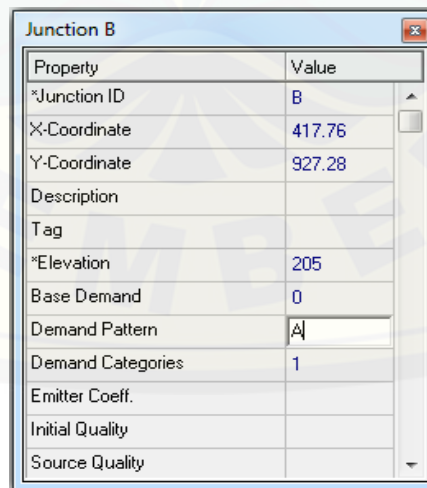 Junction B
Property Value
*Junction ID B
X-Coordinate 417.76
Y-Coordinate 927.28
Description
Tag
*Elevation 205
Base Demand 0
Demand Pattern A
Demand Categories 1
Emitter Coeff.
Initial Quality
Source Quality